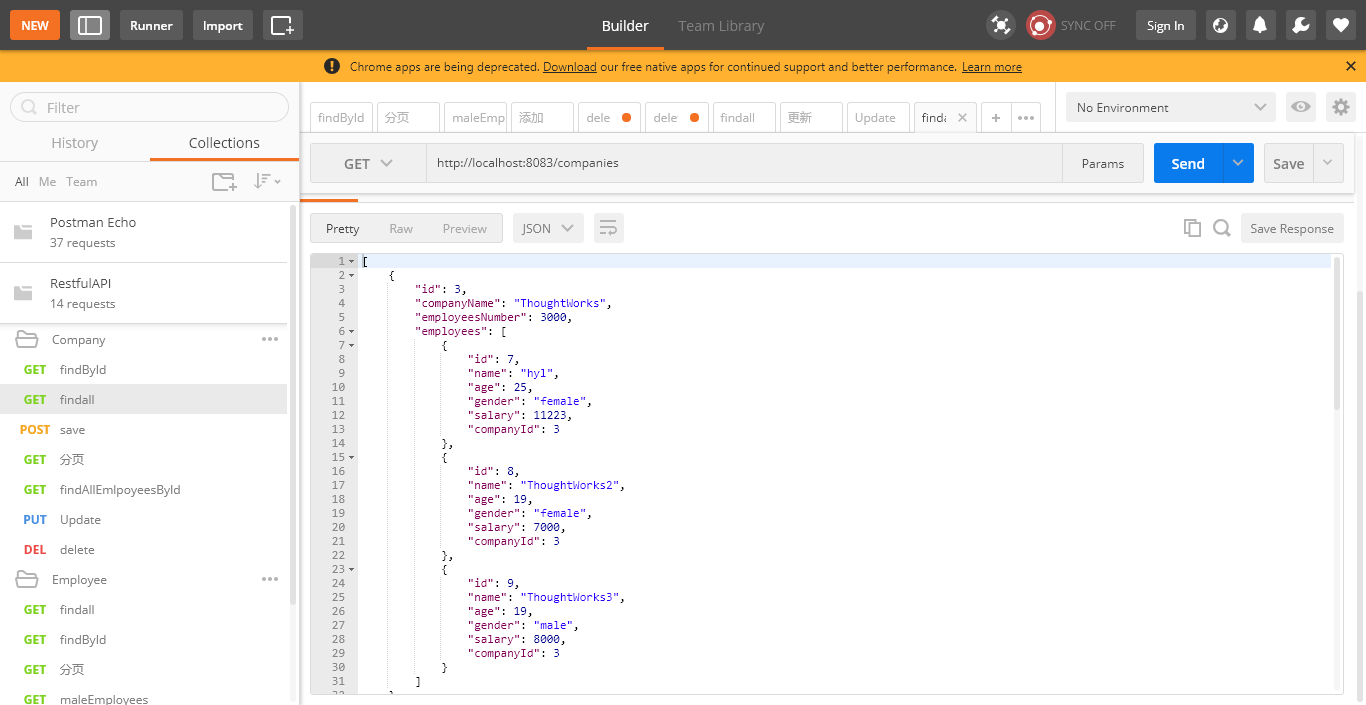 NEW Runner Import Builder Team Library SYNC OFF Sign In
Chrome apps are being deprecated. Download our free native apps for continued support and better performance. Learn more
Filter
History Collections
All Me Team
Postman Echo
37 requests
RestfulAPI
14 requests
Company
GET findById
GET findall
POST save
GET 分页
GET findAllEmlpoyeesById
PUT Update
DEL delete
Employee
GET findall
GET findById
GET 分页
GET maleEmployees
findById 分页 maleEmp 添加 dele dele findall 更新 Update finda
No Environment
GET http://localhost:8083/companies Params Send Save
Pretty Raw Preview JSON Save Response
1 [
2 {
3 "id": 3,
4 "companyName": "ThoughtWorks",
5 "employeesNumber": 3000,
6 "employees": [
7 {
8 "id": 7,
9 "name": "hyl",
10 "age": 25,
11 "gender": "female",
12 "salary": 11223,
13 "companyId": 3
14 },
15 {
16 "id": 8,
17 "name": "ThoughtWorks2",
18 "age": 19,
19 "gender": "female",
20 "salary": 7000,
21 "companyId": 3
22 },
23 {
24 "id": 9,
25 "name": "ThoughtWorks3",
26 "age": 19,
27 "gender": "male",
28 "salary": 8000,
29 "companyId": 3
30 }
31 ]